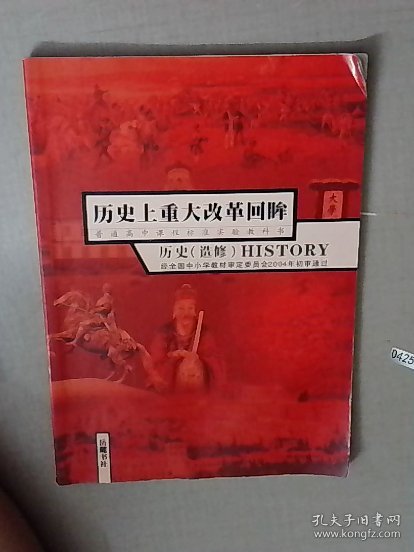 大學
历史上重大改革回眸
普通高中课程标准实验教科书
历史(选修) HISTORY
经全国中小学教材审定委员会2004年初审通过
0425
岳麓书社
孔夫子旧书网
www.kongfz.com